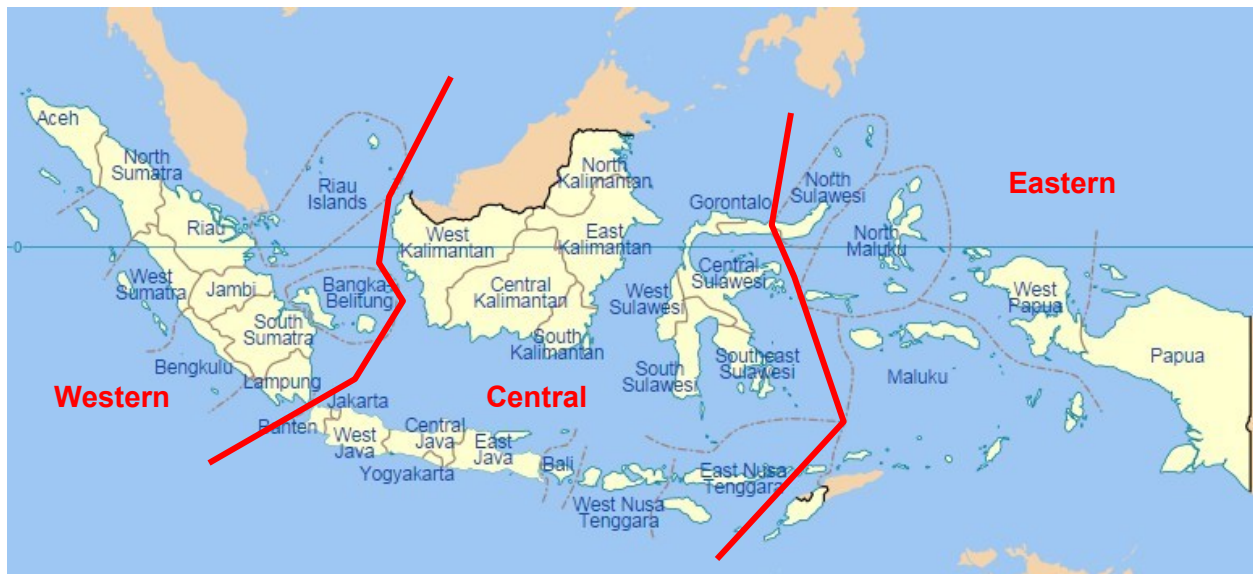 Aceh
North
Sumatra
Riau
Islands
Riau
West
Sumatra
Jambi
Bangka-
Belitung
South
Sumatra
Bengkulu
Lampung
Western
0
North
Kalimantan
West
Kalimantan
East
Kalimantan
Central
Kalimantan
South
Kalimantan
Gorontalo
Central
Sulawesi
West
Sulawesi
South
Sulawesi
Southeast
Sulawesi
Central
Jakarta
Banten
West
Java
Central
Java
Yogyakarta
East
Java
Bali
West Nusa
Tenggara
East Nusa
Tenggara
North
Sulawesi
Eastern
North
Maluku
West
Papua
Maluku
Papua